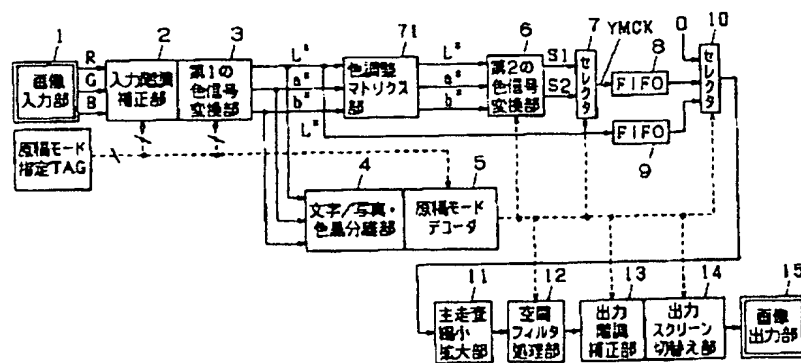 1
画像
入力部
R
G
B
2
入力階調
補正部
3
第1の
色信号
変換部
L*
a*
b*
L*
71
色調整
マトリクス
部
L*
a*
b*
6
第2の
色信号
変換部
S1
S2
7
セレクタ
YMCK
8
FIFO
9
FIFO
0
10
セレクタ
原稿モード
指定TAG
4
文字/写真・
色黒分離部
5
原稿モード
デコーダ
11
主走査
縮小
拡大部
12
空間
フィルタ
処理部
13
出力
階調
補正部
14
出力
スクリーン
切替え部
15
画像
出力部